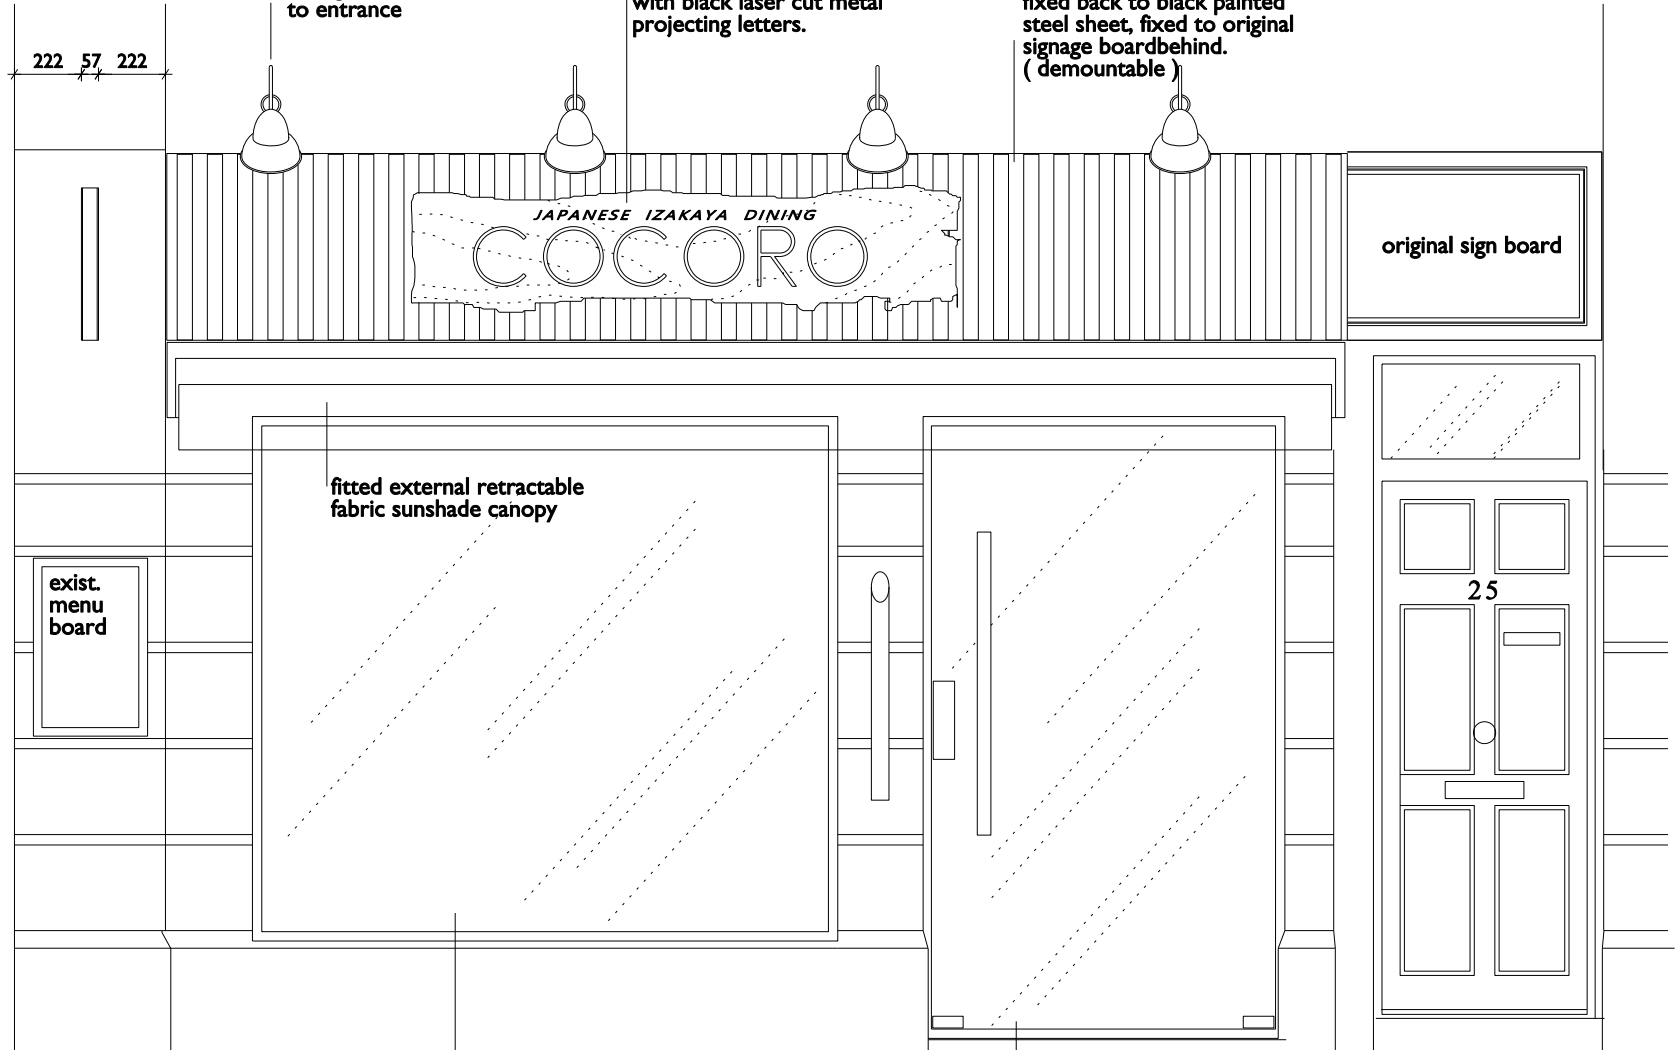 to entrance
with black laser cut metal
projecting letters.
fixed back to black painted
steel sheet, fixed to original
signage boardbehind.
( demountable )
222 57 222
JAPANESE IZAKAYA DINING
COCORO
original sign board
fitted external retractable
fabric sunshade canopy
exist.
menu
board
25